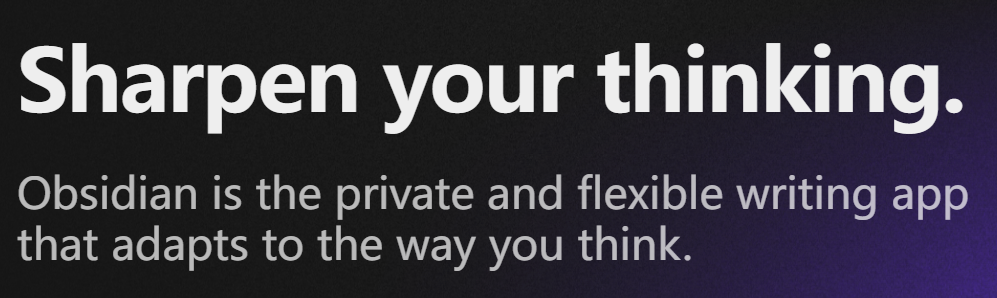 Sharpen your thinking.
Obsidian is the private and flexible writing app
that adapts to the way you think.